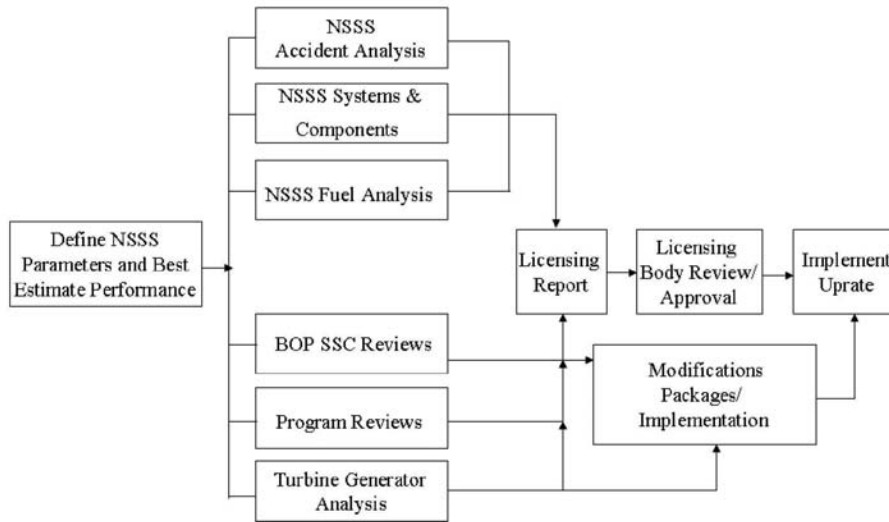 NSSS
Accident Analysis
NSSS Systems &
Components
NSSS Fuel Analysis
Define NSSS
Parameters and Best
Estimate Performance
Licensing
Report
Licensing
Body Review/
Approval
Implement
Uprate
BOP SSC Reviews
Modifications
Packages/
Implementation
Program Reviews
Turbine Generator
Analysis